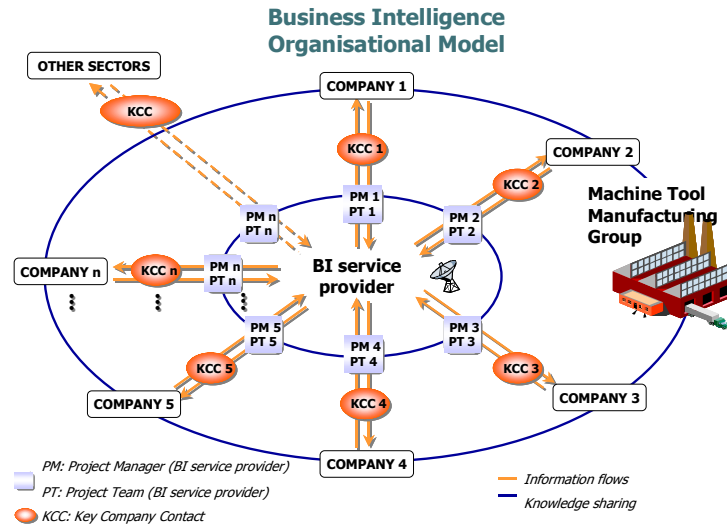 Business Intelligence
Organisational Model
OTHER SECTORS
KCC
COMPANY 1
KCC 1
COMPANY 2
KCC 2
PM 1
PT 1
PM n
PT n
PM 2
PT 2
Machine Tool
Manufacturing
Group
COMPANY n
KCC n
PM n
PT n
BI service
provider
PM 5
PT 5
PM 4
PT 4
PM 3
PT 3
KCC 5
KCC 4
KCC 3
COMPANY 5
COMPANY 3
COMPANY 4
PM: Project Manager (BI service provider)
PT: Project Team (BI service provider)
KCC: Key Company Contact
Information flows
Knowledge sharing